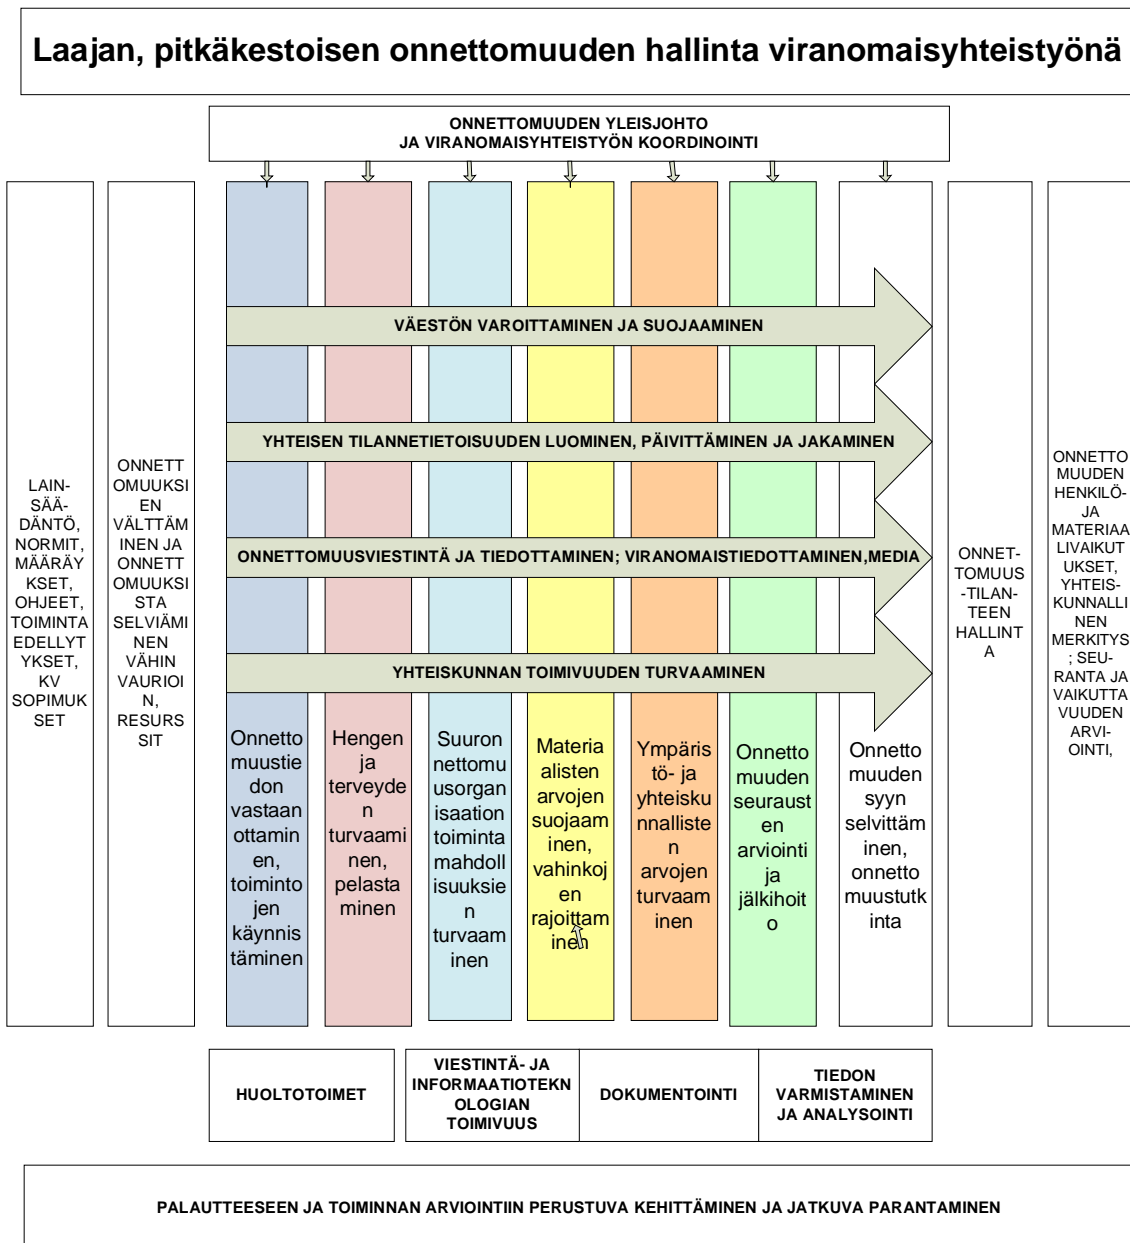 Laajan, pitkäkestoisen onnettomuuden hallinta viranomaisyhteistyönä
ONNETTOMUUDEN YLEISJOHTO
JA VIRANOMAISYHTEISTYÖN KOORDINOINTI
LAIN-
SÄÄ-
DÄNTÖ,
NORMIT,
MÄÄRÄY
KSET,
OHJEET,
TOIMINTA
EDELLYT
YKSET,
KV
SOPIMUK
SET
ONNETT
OMUUKSI
EN
VÄLTTÄM
INEN JA
ONNETT
OMUUKSI
STA
SELVIÄMI
NEN
VÄHIN
VAURIOI
N,
RESURS
SIT
VÄESTÖN VAROITTAMINEN JA SUOJAAMINEN
YHTEISEN TILANNETIETOISUUDEN LUOMINEN, PÄIVITTÄMINEN JA JAKAMINEN
ONNETTOMUUSVIESTINTÄ JA TIEDOTTAMINEN; VIRANOMAISTIEDOTTAMINEN,MEDIA
YHTEISKUNNAN TOIMIVUUDEN TURVAAMINEN
Onnetto
muustie
don
vastaan
ottamin
en,
toiminto
jen
käynnis
täminen
Hengen
ja
terveyde
n
turvaami
nen,
pelasta
minen
Suuron
nettomu
usorgan
isaation
toiminta
mahdoll
isuuksie
n
turvaam
inen
Materia
alisten
arvojen
suojaam
inen,
vahinkoj
en
rajoittam
inen
Ympäris
tö- ja
yhteisku
nnalliste
n
arvojen
turvaam
inen
Onnetto
muuden
seuraust
en
arviointi
ja
jälkihoit
o
Onnetto
muuden
syyn
selvittäm
inen,
onnetto
muustutk
inta
ONNET-
TOMUUS
-TILAN-
TEEN
HALLINT
A
ONNETTO
MUUDEN
HENKILÖ-
JA
MATERIAA
LIVAIKUT
UKSET,
YHTEIS-
KUNNALLI
NEN
MERKITYS
; SEU-
RANTA JA
VAIKUTTA
VUUDEN
ARVI-
OINTI,
HUOLTOTOIMET
VIESTINTÄ- JA
INFORMAATIOTEKN
OLOGIAN
TOIMIVUUS
DOKUMENTOINTI
TIEDON
VARMISTAMINEN
JA ANALYSOINTI
PALAUTTEESEEN JA TOIMINNAN ARVIOINTIIN PERUSTUVA KEHITTÄMINEN JA JATKUVA PARANTAMINEN